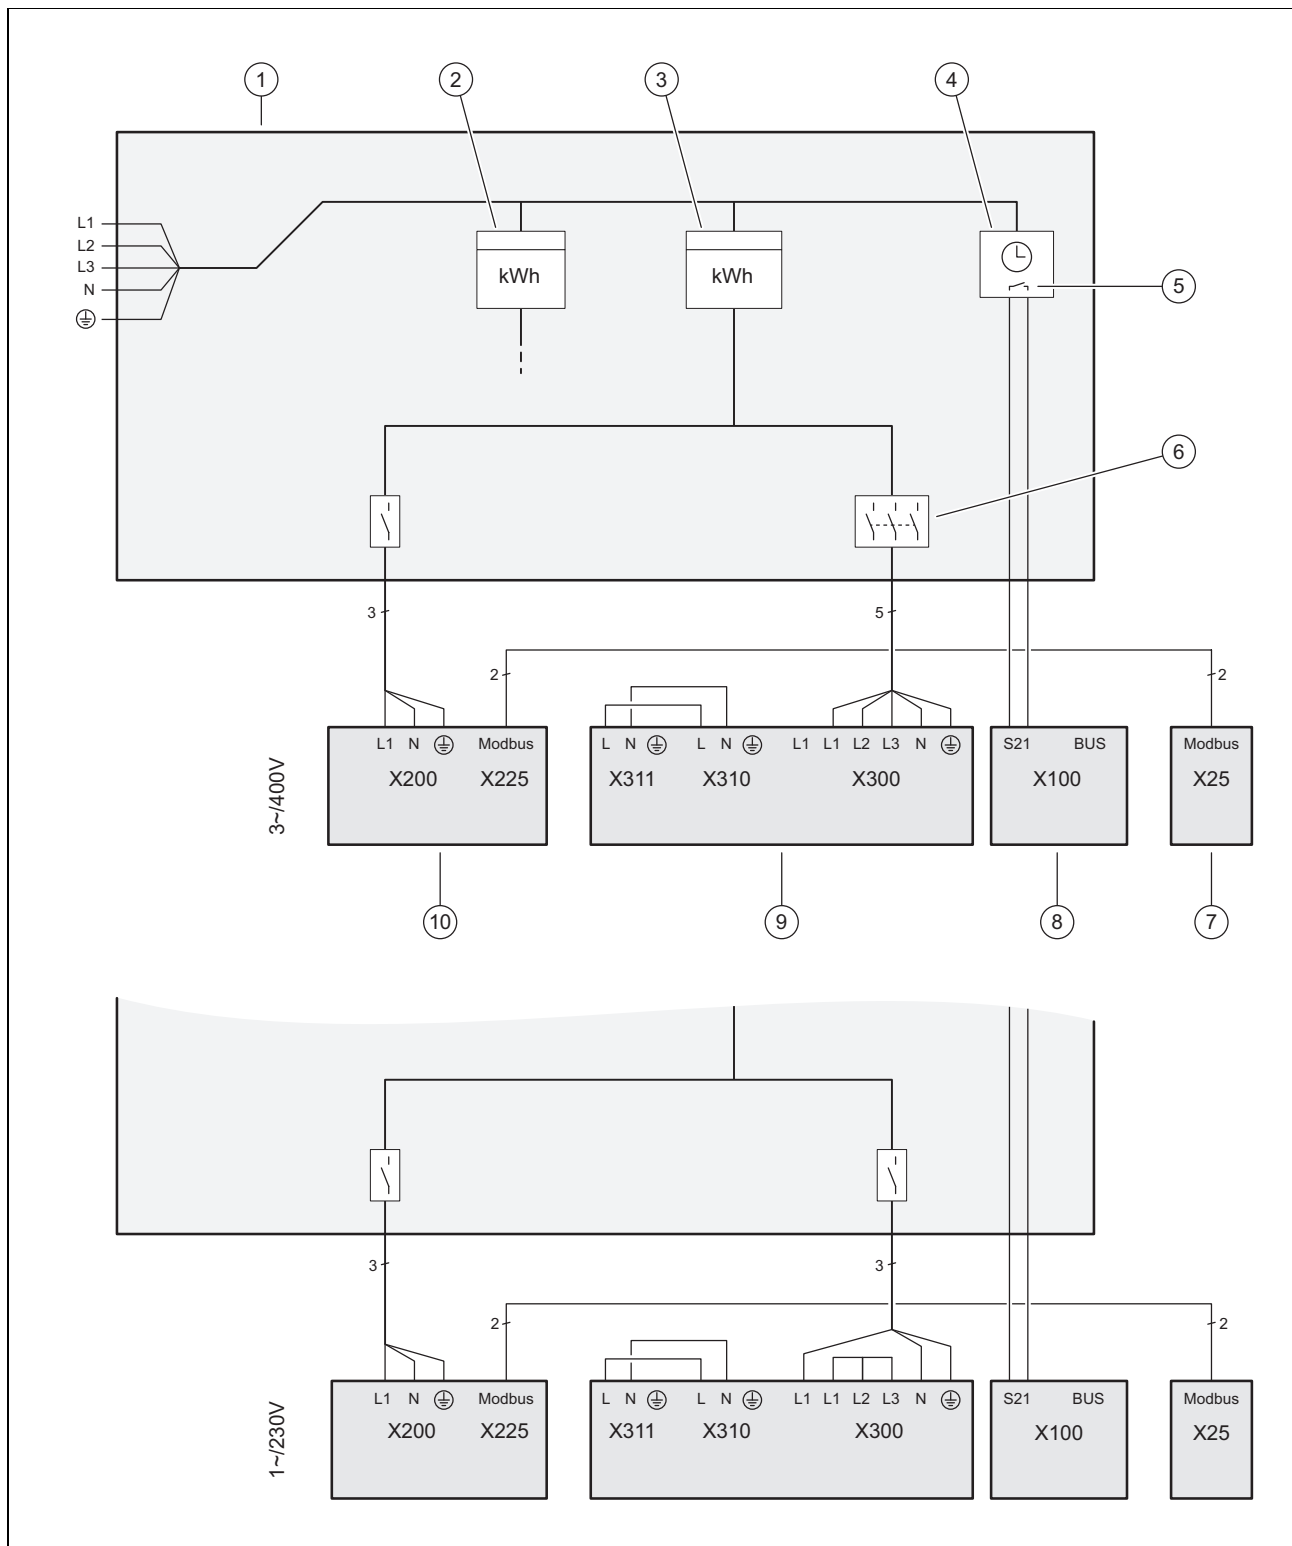 1 2 3 4
L1
L2
L3
N
kWh kWh
5
6
3 5
2 2
3~/400V
L1 N Modbus L N L N L1 L1 L2 L3 N S21 BUS Modbus
X200 X225 X311 X310 X300 X100 X25
10 9 8 7
3 3
2 2
1~/230V
L1 N Modbus L N L N L1 L1 L2 L3 N S21 BUS Modbus
X200 X225 X311 X310 X300 X100 X25